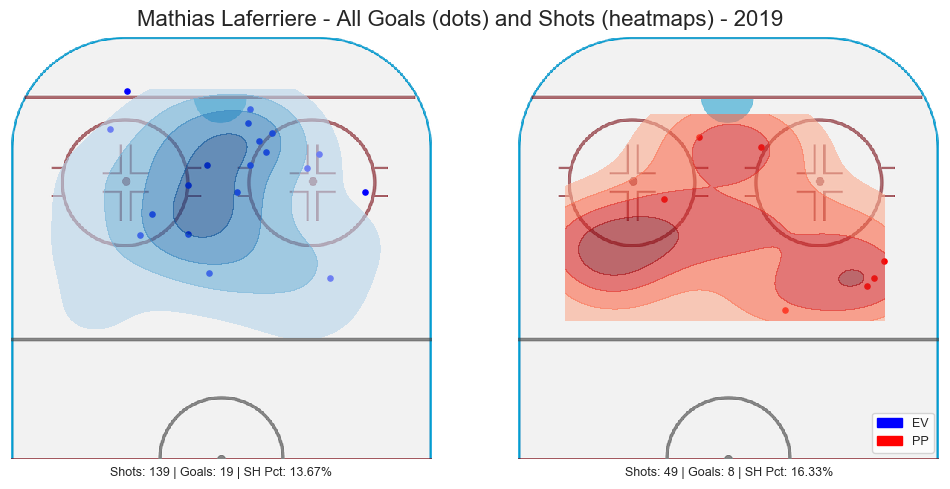 Mathias Laferriere - All Goals (dots) and Shots (heatmaps) - 2019
EV
PP
Shots: 139 | Goals: 19 | SH Pct: 13.67%
Shots: 49 | Goals: 8 | SH Pct: 16.33%